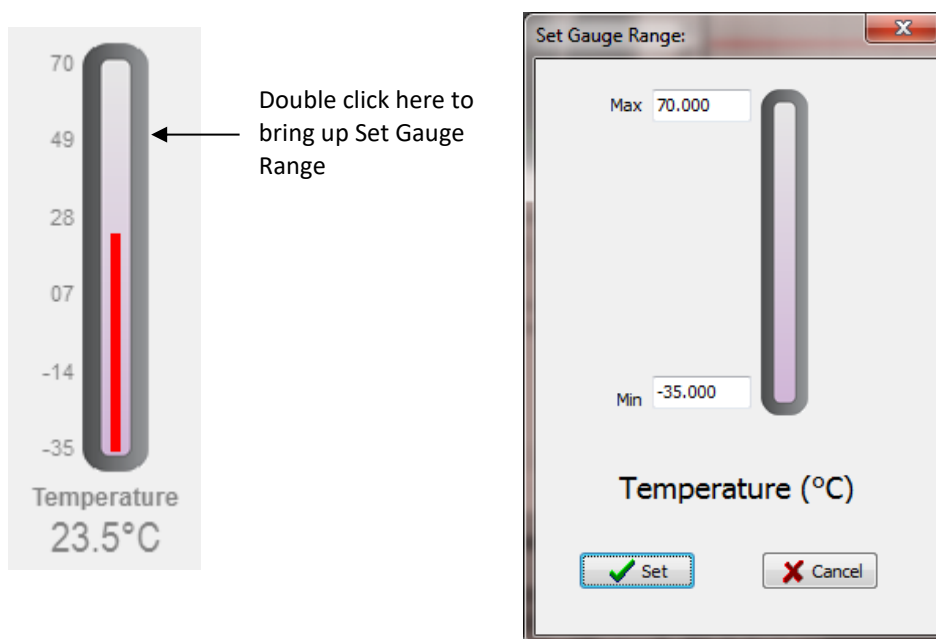 70
49
28
07
-14
-35
Temperature
23.5°C
Double click here to
bring up Set Gauge
Range
Set Gauge Range:
Max 70.000
Min -35.000
Temperature (°C)
Set Cancel